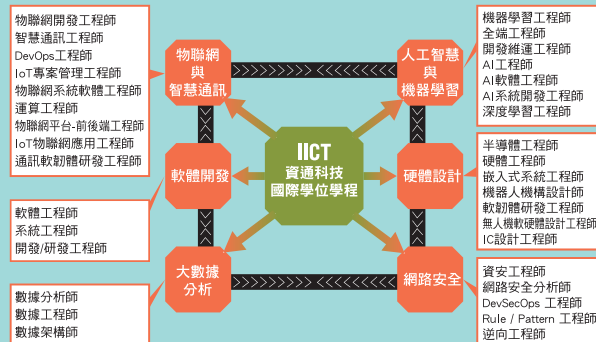 物聯網開發工程師
智慧通訊工程師
DevOps工程師
IoT專案管理工程師
物聯網系統軟體工程師
運算工程師
物聯網平台-前後端工程師
IoT物聯網應用工程師
通訊軟韌體研發工程師
物聯網
與
智慧通訊
人工智慧
與
機器學習
機器學習工程師
全端工程師
開發維運工程師
AI工程師
AI軟體工程師
AI系統開發工程師
深度學習工程師
軟體工程師
系統工程師
開發/研發工程師
軟體開發
IICT
資通科技
國際學位學程
硬體設計
半導體工程師
硬體工程師
嵌入式系統工程師
機器人機構設計師
軟韌體研發工程師
無人機軟硬體設計工程師
IC設計工程師
數據分析師
數據工程師
數據架構師
大數據
分析
網路安全
資安工程師
網路安全分析師
DevSecOps 工程師
Rule / Pattern 工程師
逆向工程師